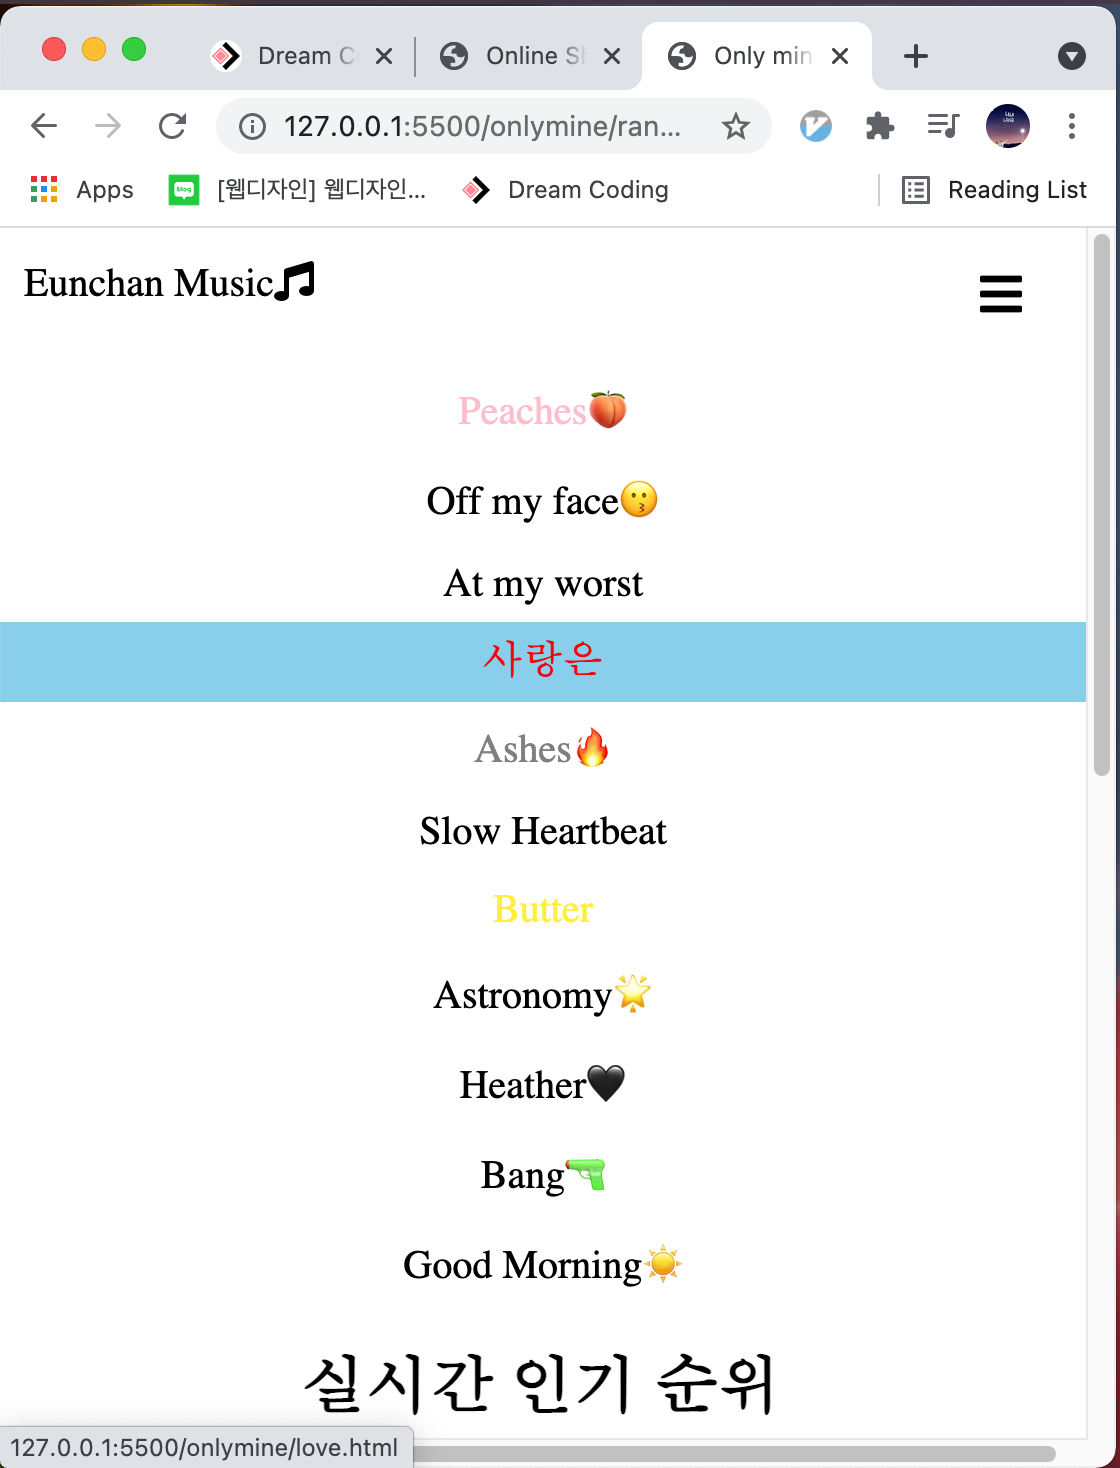 Dream C
Online S
Only min
127.0.0.1:5500/onlymine/ran...
Apps
[웹디자인] 웹디자인...
Dream Coding
Reading List
Eunchan Music
Peaches🍑
Off my face😗
At my worst
사랑은
Ashes🔥
Slow Heartbeat
Butter
Astronomy🌟
Heather🖤
Bang🔫
Good Morning☀️
실시간 인기 순위
127.0.0.1:5500/onlymine/love.html